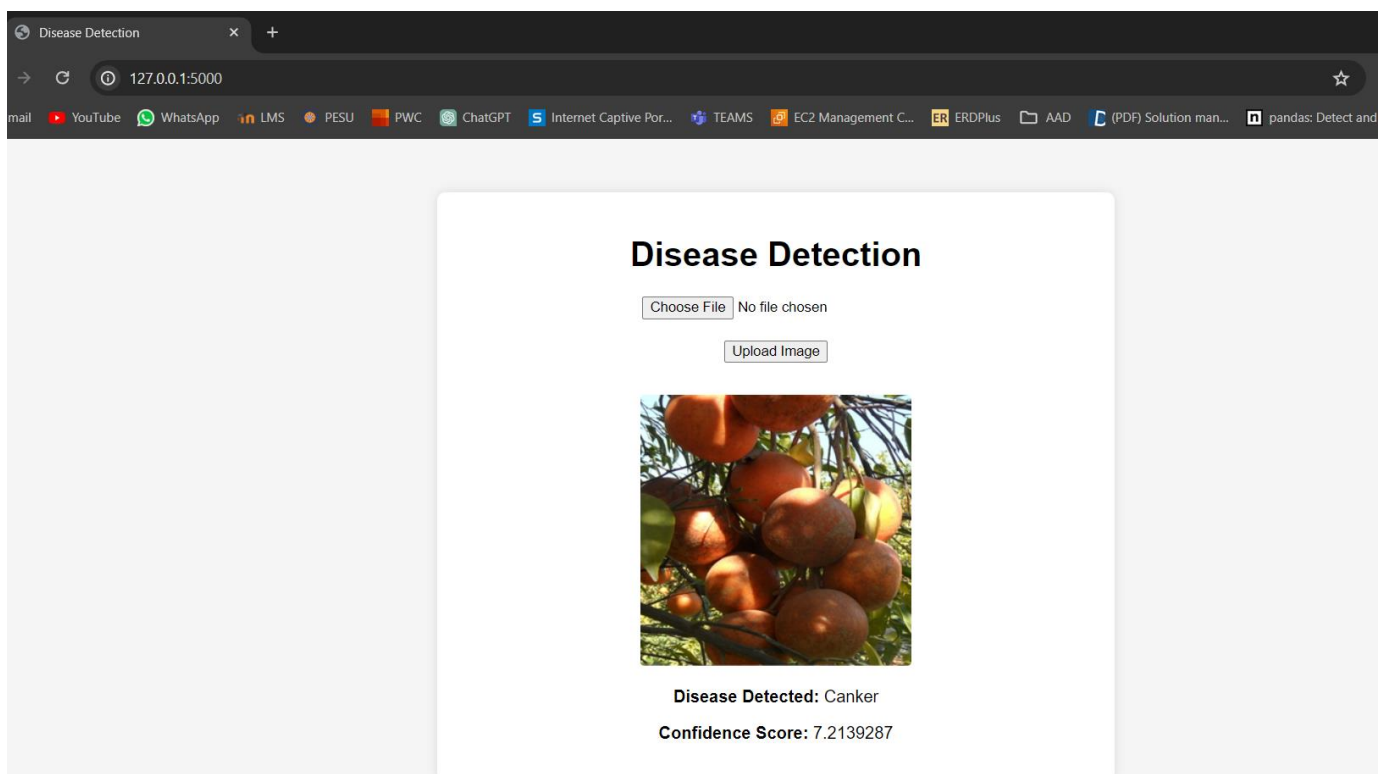 Disease Detection
127.0.0.1:5000
mail YouTube WhatsApp LMS PESU PWC ChatGPT Internet Captive Por... TEAMS EC2 Management C... ER ERDPlus AAD (PDF) Solution man... pandas: Detect and
Disease Detection
Choose File No file chosen
Upload Image
Disease Detected: Canker
Confidence Score: 7.2139287